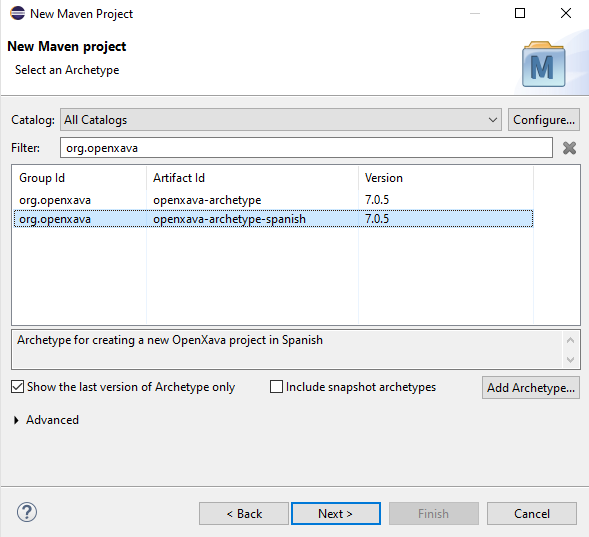 New Maven Project
New Maven project
Select an Archetype
M
Catalog: All Catalogs Configure...
Filter: org.openxava
Group Id Artifact Id Version
org.openxava openxava-archetype 7.0.5
org.openxava openxava-archetype-spanish 7.0.5
Archetype for creating a new OpenXava project in Spanish
Show the last version of Archetype only Include snapshot archetypes Add Archetype...
Advanced
? < Back Next > Finish Cancel